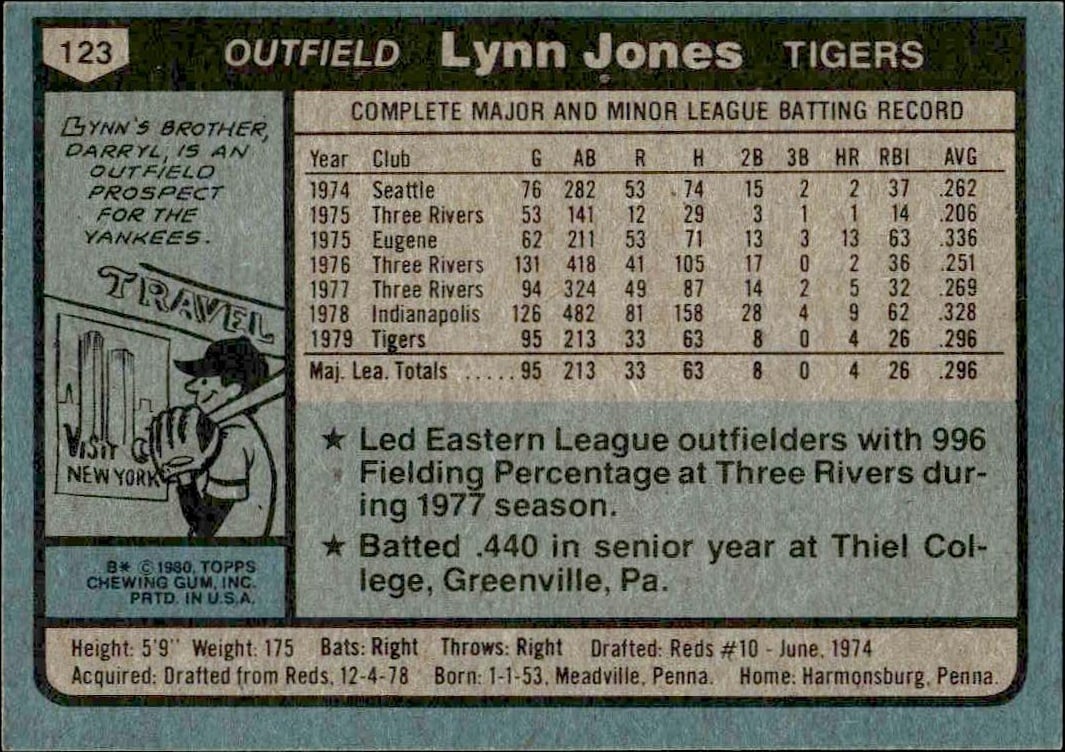 123 OUTFIELD Lynn Jones TIGERS
LYNN'S BROTHER,
DARRYL, IS AN
OUTFIELD
PROSPECT
FOR THE
YANKEES.
TRAVEL
VISIT
NEW YORK
B* © 1980, TOPPS
CHEWING GUM, INC.
PRTD. IN U.S.A.
COMPLETE MAJOR AND MINOR LEAGUE BATTING RECORD
Year Club G AB R H 2B 3B HR RBI AVG
1974 Seattle 76 282 53 74 15 2 2 37 .262
1975 Three Rivers 53 141 12 29 3 1 1 14 .206
1975 Eugene 62 211 53 71 13 3 13 63 .336
1976 Three Rivers 131 418 41 105 17 0 2 36 .251
1977 Three Rivers 94 324 49 87 14 2 5 32 .269
1978 Indianapolis 126 482 81 158 28 4 9 62 .328
1979 Tigers 95 213 33 63 8 0 4 26 .296
Maj. Lea. Totals ......95 213 33 63 8 0 4 26 .296
★ Led Eastern League outfielders with 996
Fielding Percentage at Three Rivers dur-
ing 1977 season.
★ Batted .440 in senior year at Thiel Col-
lege, Greenville, Pa.
Height: 5'9" Weight: 175 Bats: Right Throws: Right Drafted: Reds #10 - June, 1974
Acquired: Drafted from Reds, 12-4-78 Born: 1-1-53, Meadville, Penna. Home: Harmonsburg, Penna.